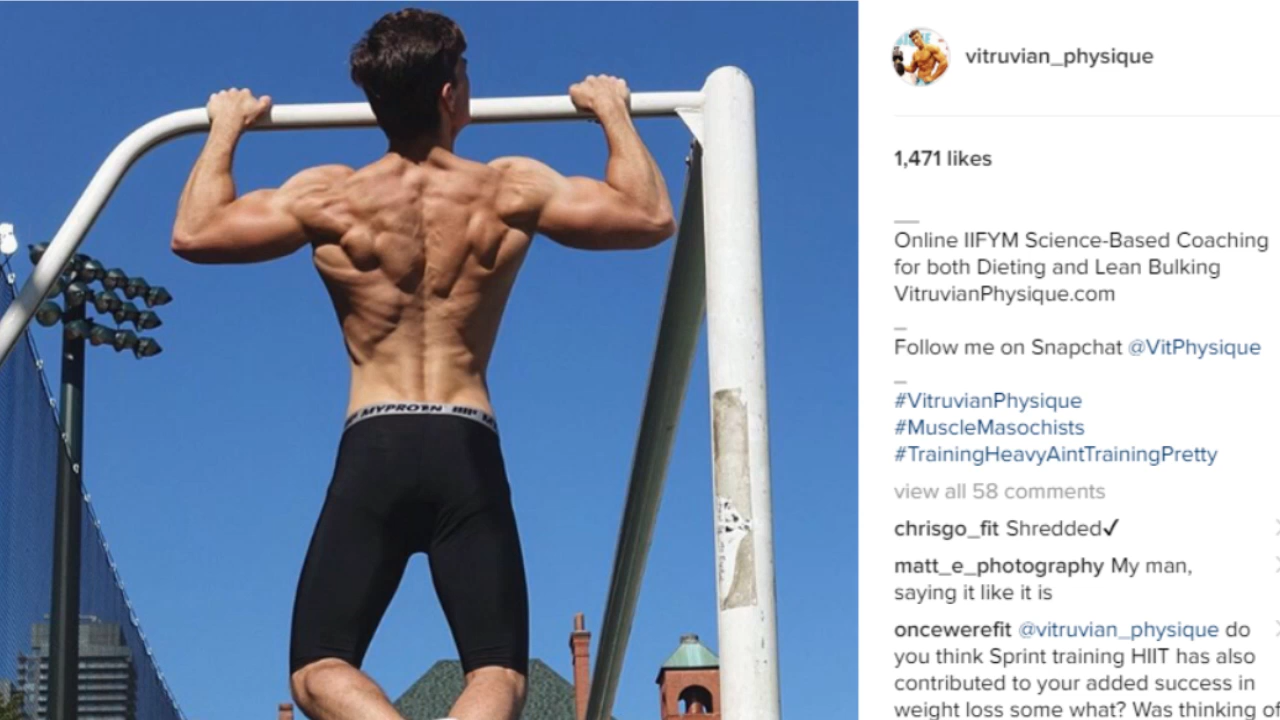 vitruvian_physique
1,471 likes
__
Online IIFYM Science-Based Coaching
for both Dieting and Lean Bulking
VitruvianPhysique.com
_
Follow me on Snapchat @VitPhysique
_
#VitruvianPhysique
#MuscleMasochists
#TrainingHeavyAintTrainingPretty
view all 58 comments
chrisgo_fit Shredded✓
matt_e_photography My man,
saying it like it is
oncewerefit @vitruvian_physique do
you think Sprint training HIIT has also
contributed to your added success in
weight loss some what? Was thinking of
MYPROTEIN